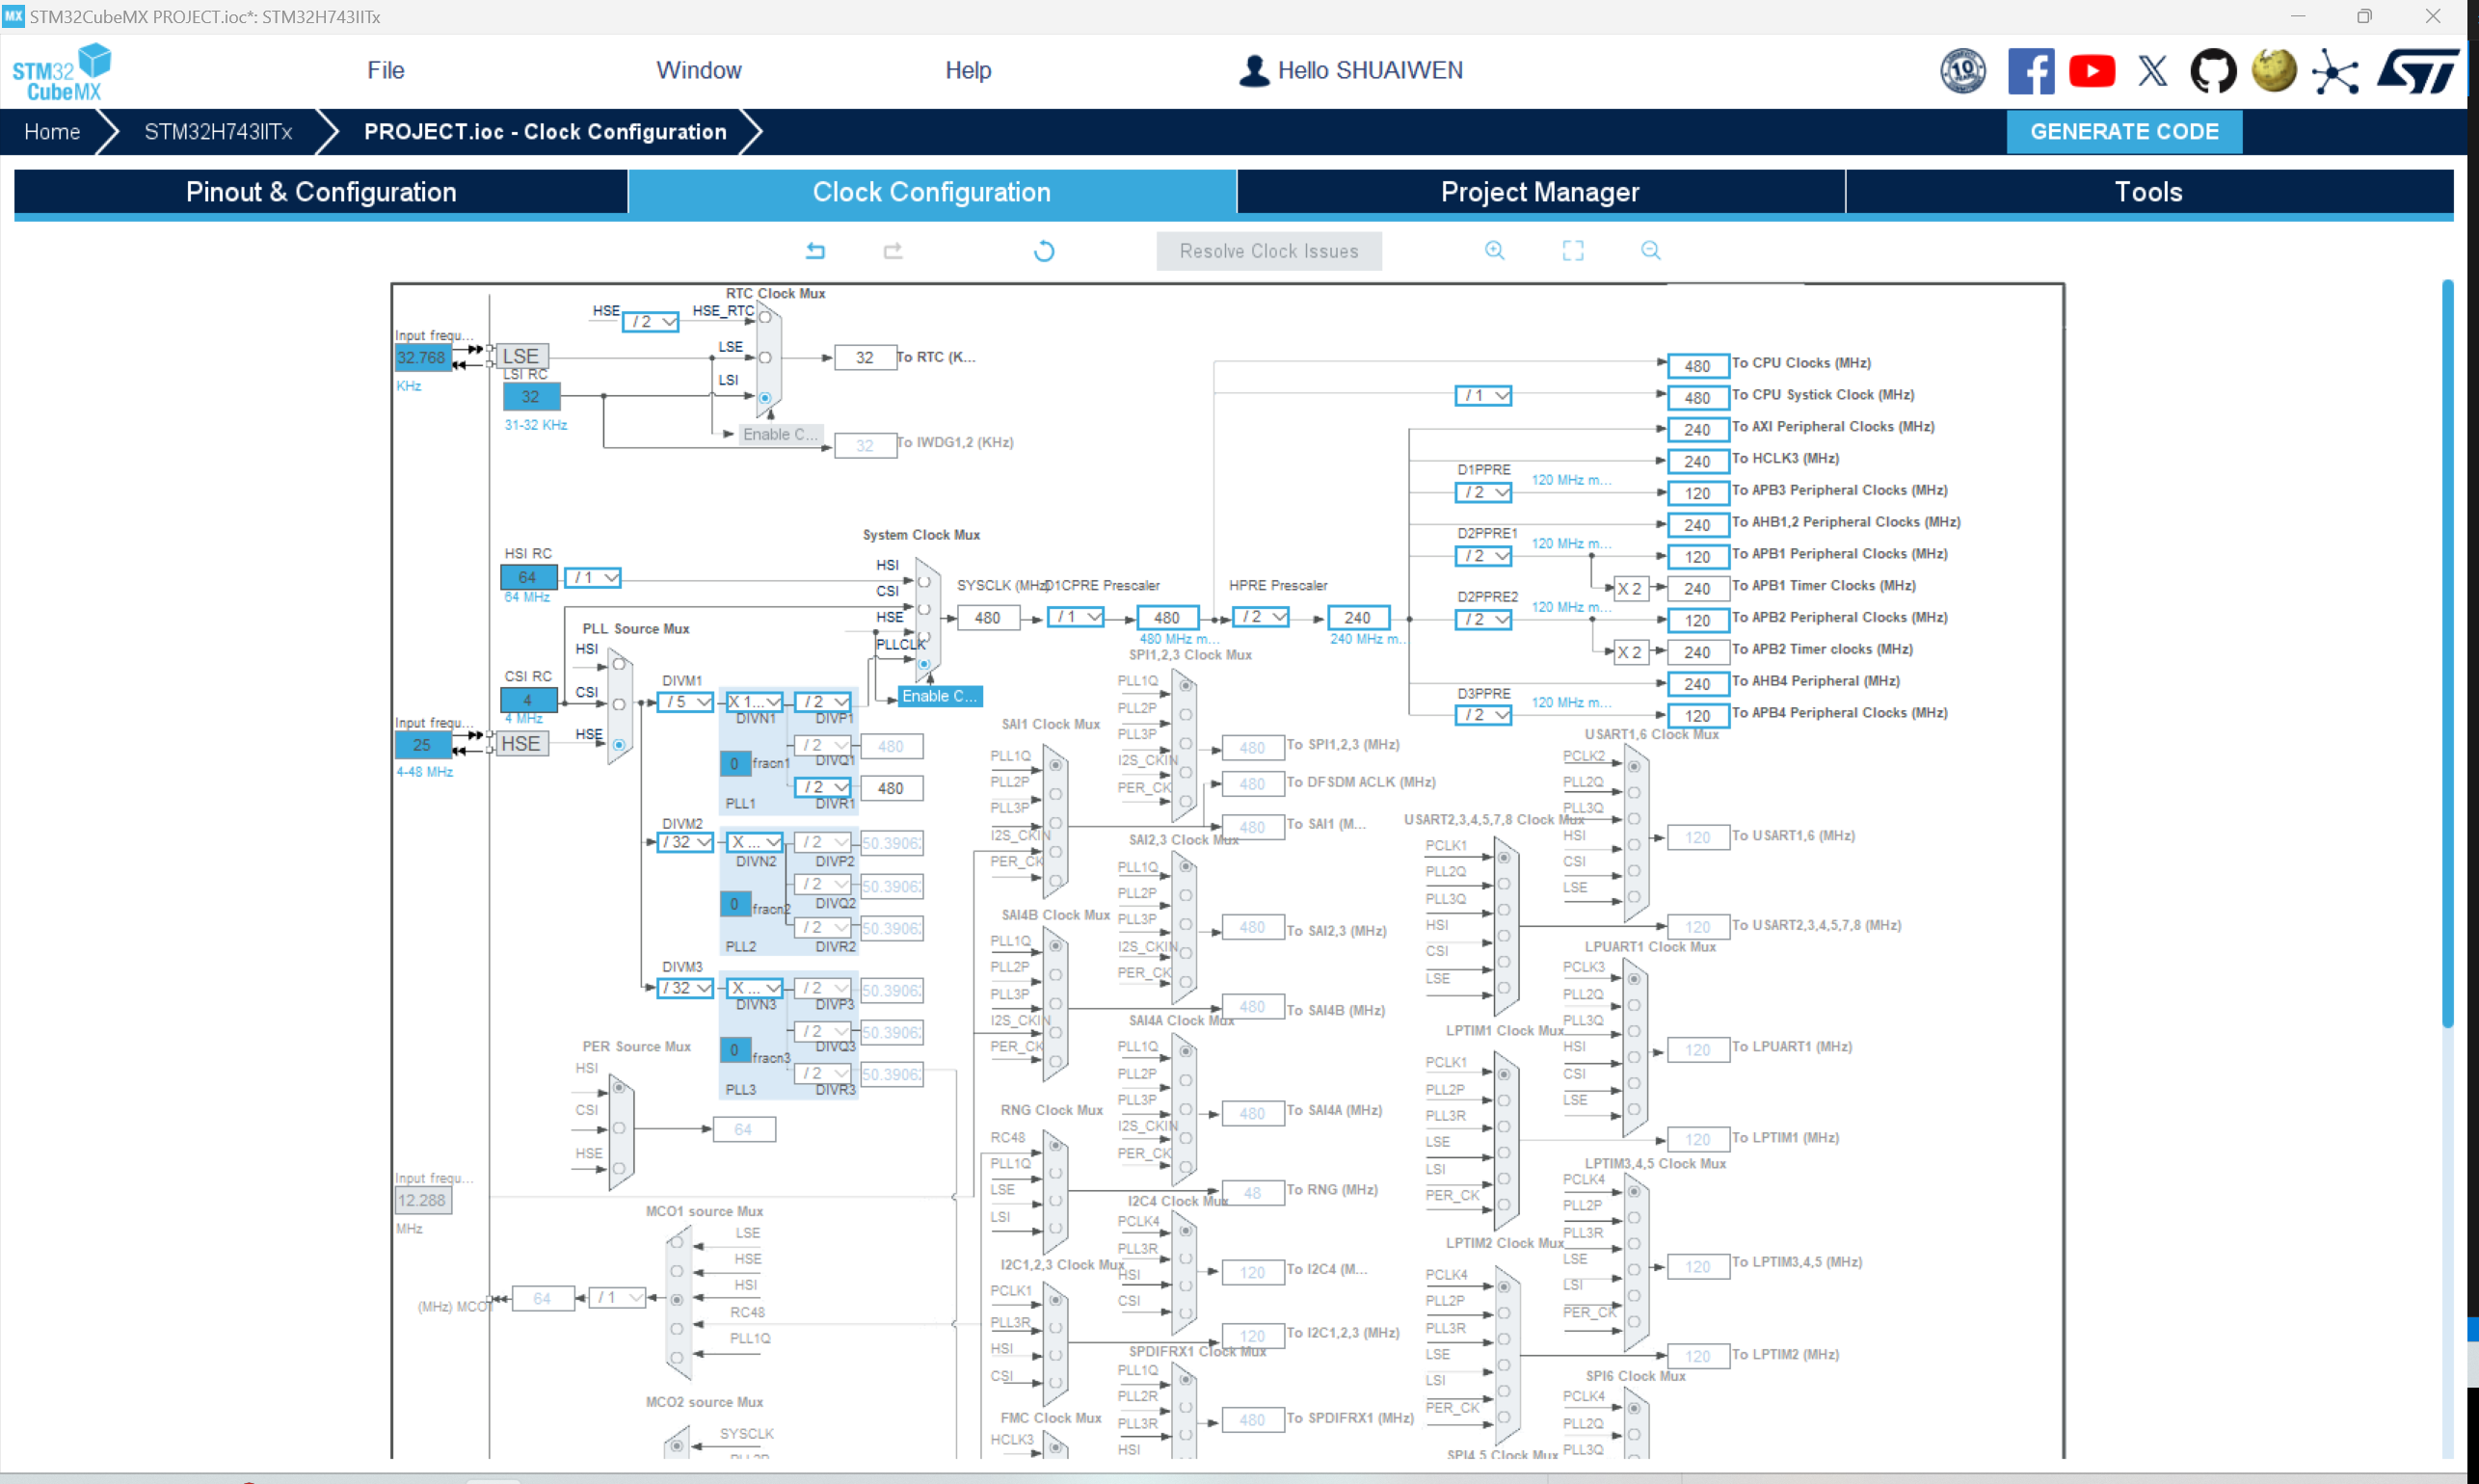 MX STM32CubeMX PROJECT.ioc*: STM32H743IITx
STM32 CubeMX
File
Window
Help
Hello SHUAIWEN
10
Home
STM32H743IITx
PROJECT.ioc - Clock Configuration
GENERATE CODE
Pinout & Configuration
Clock Configuration
Project Manager
Tools
Resolve Clock Issues
RTC Clock Mux
HSE
/ 2
HSE_RTC
Input frequ...
32.768
KHz
LSE
LSE
32
To RTC (K...
LSI RC
32
31-32 KHz
LSI
Enable C...
32
To IWDG1,2 (KHz)
480
To CPU Clocks (MHz)
/ 1
480
To CPU Systick Clock (MHz)
240
To AXI Peripheral Clocks (MHz)
240
To HCLK3 (MHz)
D1PPRE
/ 2
120 MHz m...
120
To APB3 Peripheral Clocks (MHz)
240
To AHB1,2 Peripheral Clocks (MHz)
D2PPRE1
/ 2
120 MHz m...
120
To APB1 Peripheral Clocks (MHz)
X 2
240
To APB1 Timer Clocks (MHz)
D2PPRE2
/ 2
120 MHz m...
120
To APB2 Peripheral Clocks (MHz)
X 2
240
To APB2 Timer clocks (MHz)
240
To AHB4 Peripheral (MHz)
D3PPRE
/ 2
120 MHz m...
120
To APB4 Peripheral Clocks (MHz)
System Clock Mux
HSI RC
64
64 MHz
/ 1
HSI
CSI
HSE
PLLCLK
SYSCLK (MHz)
480
D1CPRE Prescaler
/ 1
480
480 MHz m...
HPRE Prescaler
/ 2
240
240 MHz m..
Enable C...
PLL Source Mux
HSI
CSI
HSE
CSI RC
4
4 MHz
Input frequ...
25
4-48 MHz
HSE
DIVM1
/ 5
X 1...
DIVN1
/ 2
DIVP1
/ 2
DIVQ1
480
0
fracn1
/ 2
DIVR1
480
PLL1
DIVM2
/ 32
X ...
DIVN2
/ 2
DIVP2
50.3906
/ 2
DIVQ2
50.3906
0
fracn2
/ 2
DIVR2
50.3906
PLL2
DIVM3
/ 32
X ...
DIVN3
/ 2
DIVP3
50.3906
/ 2
DIVQ3
50.3906
0
fracn3
/ 2
DIVR3
50.3906
PLL3
PER Source Mux
HSI
CSI
HSE
64
Input frequ...
12.288
MHz
MCO1 source Mux
LSE
HSE
HSI
RC48
PLL1Q
(MHz) MCO1
64
/ 1
MCO2 source Mux
SYSCLK
SAI1 Clock Mux
PLL1Q
PLL2P
PLL3P
I2S_CKIN
PER_CK
480
To SAI1 (M...
SAI4B Clock Mux
PLL1Q
PLL2P
PLL3P
I2S_CKIN
PER_CK
480
To SAI4B (MHz)
RNG Clock Mux
RC48
PLL1Q
LSE
LSI
48
To RNG (MHz)
I2C1,2,3 Clock Mux
PCLK1
PLL3R
HSI
CSI
120
To I2C1,2,3 (MHz)
FMC Clock Mux
HCLK3
SPI1,2,3 Clock Mux
PLL1Q
PLL2P
PLL3P
I2S_CKIN
PER_CK
480
To SPI1,2,3 (MHz)
480
To DFSDM ACLK (MHz)
SAI2,3 Clock Mux
PLL1Q
PLL2P
PLL3P
I2S_CKIN
PER_CK
480
To SAI2,3 (MHz)
SAI4A Clock Mux
PLL1Q
PLL2P
PLL3P
I2S_CKIN
PER_CK
480
To SAI4A (MHz)
I2C4 Clock Mux
PCLK4
PLL3R
HSI
CSI
120
To I2C4 (M...
SPDIFRX1 Clock Mux
PLL1Q
PLL2R
PLL3R
HSI
480
To SPDIFRX1 (MHz)
USART2,3,4,5,7,8 Clock Mux
PCLK1
PLL2Q
PLL3Q
HSI
CSI
LSE
120
To USART2,3,4,5,7,8 (MHz)
LPTIM1 Clock Mux
PCLK1
PLL2P
PLL3R
LSE
LSI
PER_CK
120
To LPTIM1 (MHz)
LPTIM2 Clock Mux
PCLK4
PLL2P
PLL3R
LSE
LSI
PER_CK
120
To LPTIM2 (MHz)
SPI4,5 Clock Mux
USART1,6 Clock Mux
PCLK2
PLL2Q
PLL3Q
HSI
CSI
LSE
120
To USART1,6 (MHz)
LPUART1 Clock Mux
PCLK3
PLL2Q
PLL3Q
HSI
CSI
LSE
120
To LPUART1 (MHz)
LPTIM3,4,5 Clock Mux
PCLK4
PLL2P
PLL3R
LSE
LSI
PER_CK
120
To LPTIM3,4,5 (MHz)
SPI6 Clock Mux
PCLK4
PLL2Q
PLL3Q